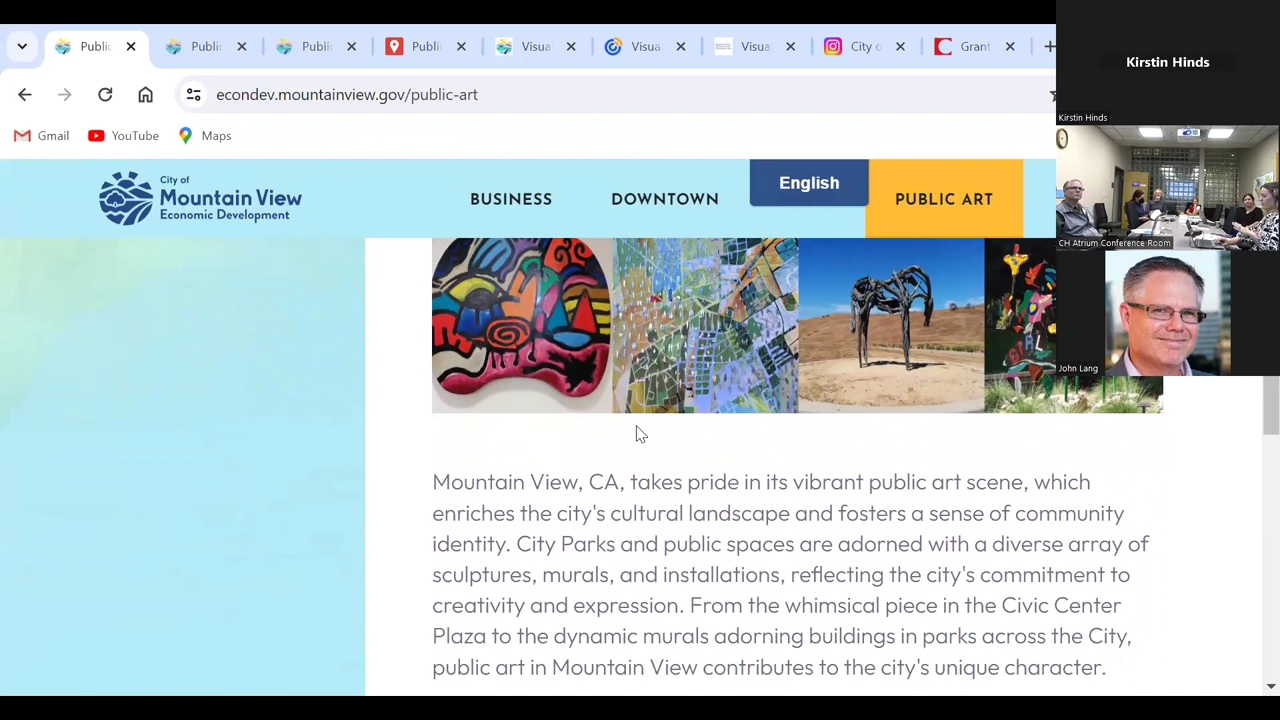 Public
Public
Public
Publi
Visua
Visua
Visua
City o
Grant
econdev.mountainview.gov/public-art
Gmail
YouTube
Maps
City of
Mountain View
Economic Development
BUSINESS
DOWNTOWN
English
PUBLIC ART
Mountain View, CA, takes pride in its vibrant public art scene, which
enriches the city's cultural landscape and fosters a sense of community
identity. City Parks and public spaces are adorned with a diverse array of
sculptures, murals, and installations, reflecting the city's commitment to
creativity and expression. From the whimsical piece in the Civic Center
Plaza to the dynamic murals adorning buildings in parks across the City,
public art in Mountain View contributes to the city's unique character.
Kirstin Hinds
Kirstin Hinds
CH Atrium Conference Room
John Lang